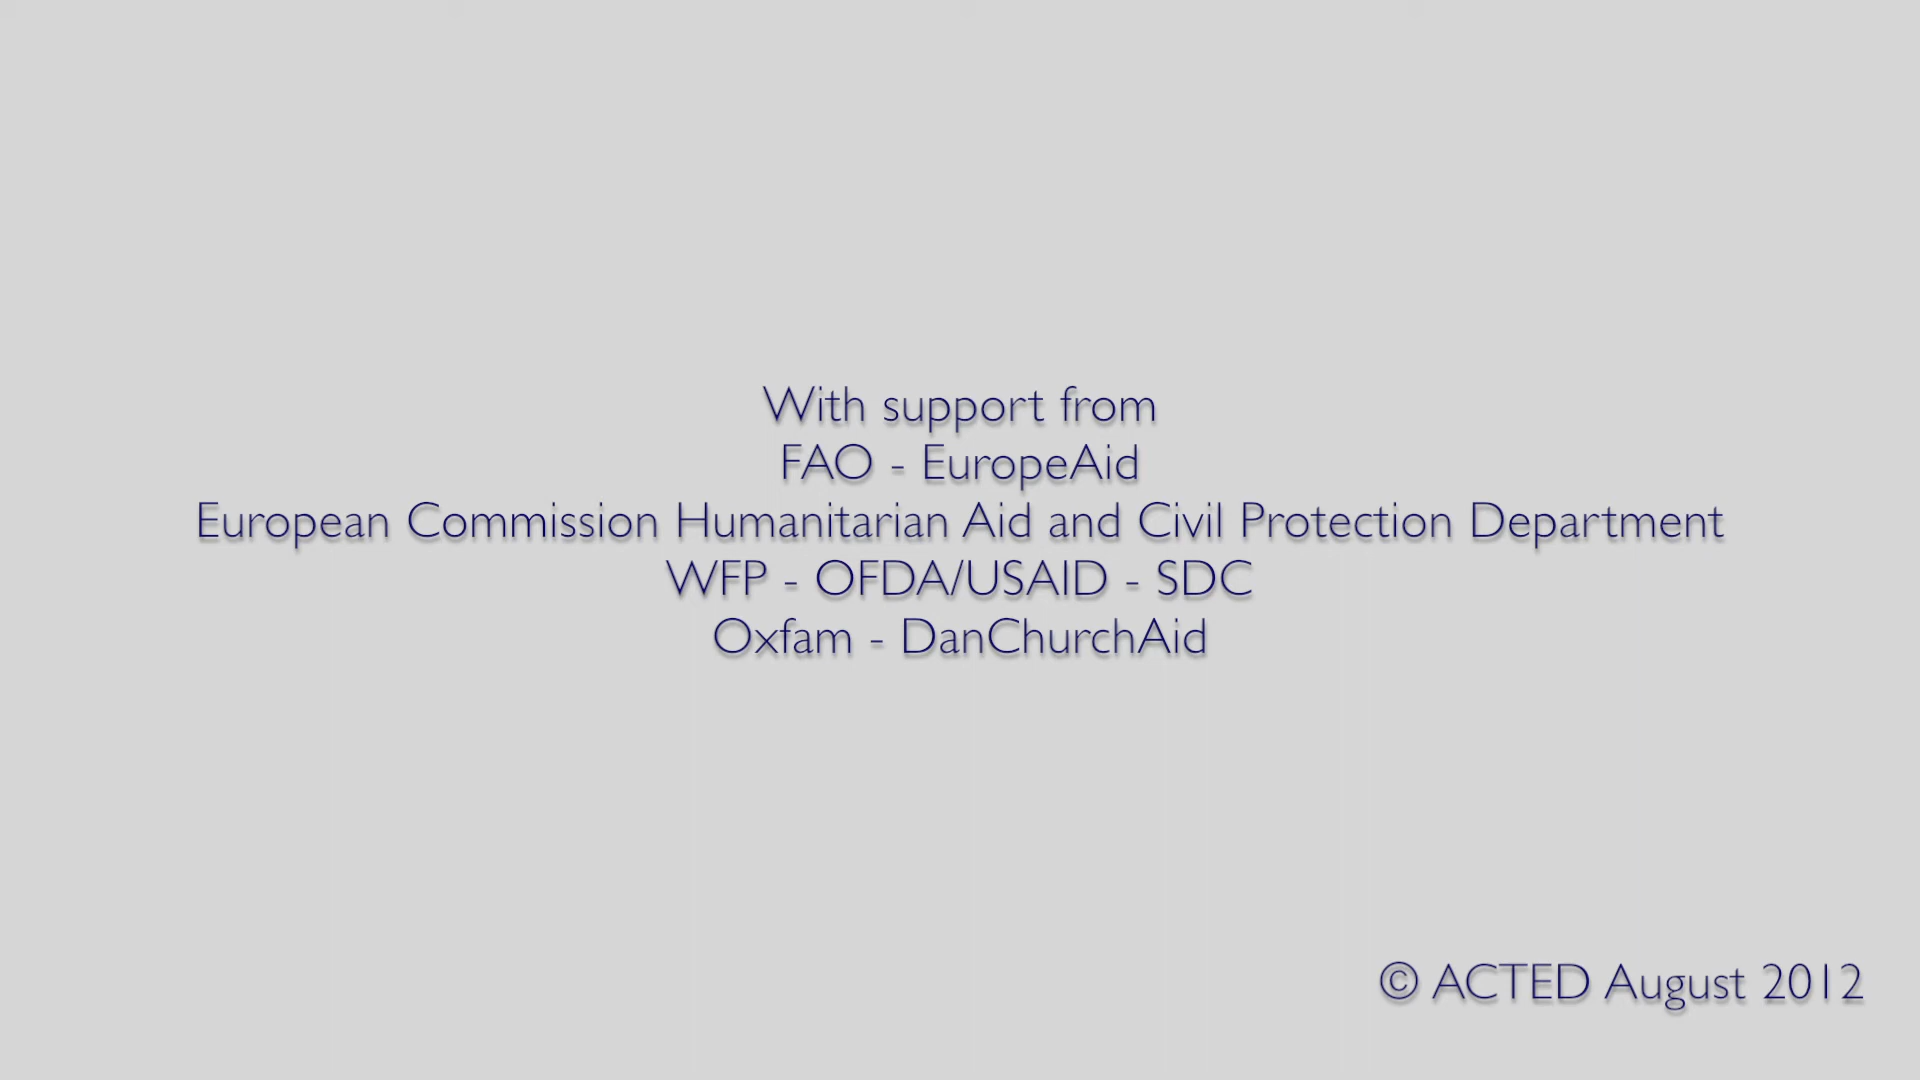 With support from
FAO - EuropeAid
European Commission Humanitarian Aid and Civil Protection Department
WFP - OFDA/USAID - SDC
Oxfam - DanChurchAid
© ACTED August 2012